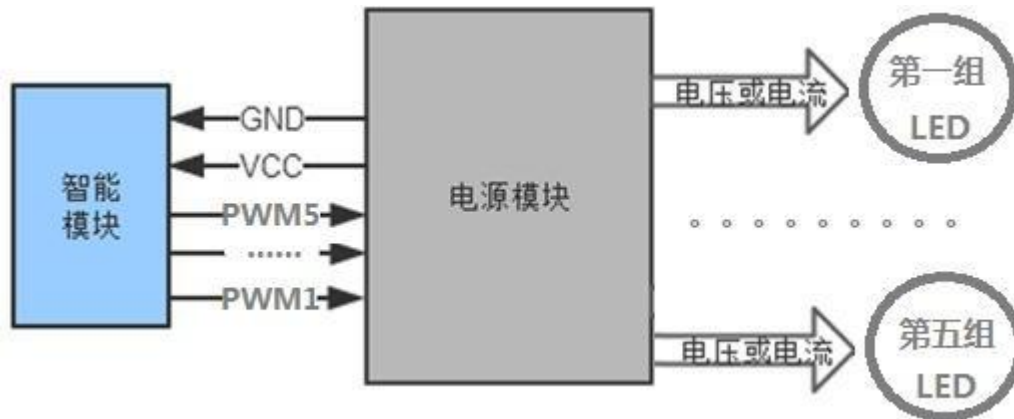 智能
模块
GND
VCC
PWM5
······
PWM1
电源模块
电压或电流
第一组
LED
。。。。。。。。。
电压或电流
第五组
LED